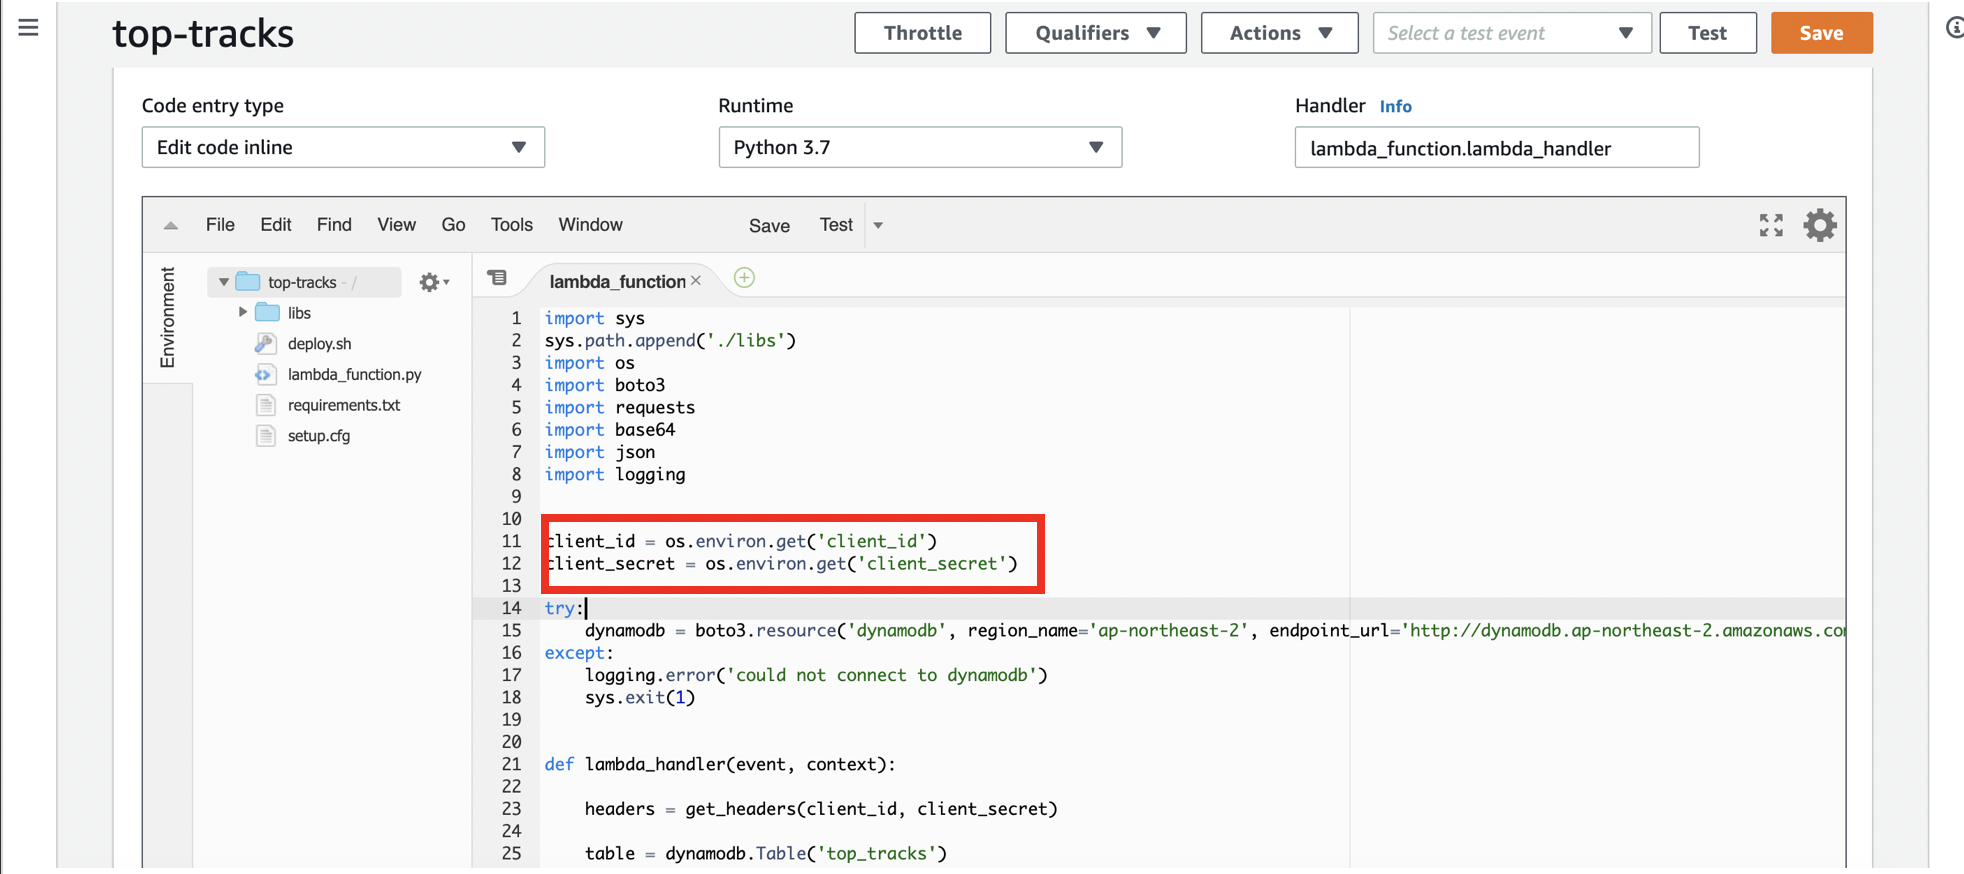 top-tracks
Throttle
Qualifiers
Actions
Select a test event
Test
Save
Code entry type
Runtime
Handler Info
Edit code inline
Python 3.7
lambda_function.lambda_handler
File Edit Find View Go Tools Window Save Test
Environment
top-tracks - /
libs
deploy.sh
lambda_function.py
requirements.txt
setup.cfg
lambda_function
1 import sys
2 sys.path.append('./libs')
3 import os
4 import boto3
5 import requests
6 import base64
7 import json
8 import logging
9
10
11 client_id = os.environ.get('client_id')
12 client_secret = os.environ.get('client_secret')
13
14 try:
15 dynamodb = boto3.resource('dynamodb', region_name='ap-northeast-2', endpoint_url='http://dynamodb.ap-northeast-2.amazonaws.co
16 except:
17 logging.error('could not connect to dynamodb')
18 sys.exit(1)
19
20
21 def lambda_handler(event, context):
22
23 headers = get_headers(client_id, client_secret)
24
25 table = dynamodb.Table('top_tracks')